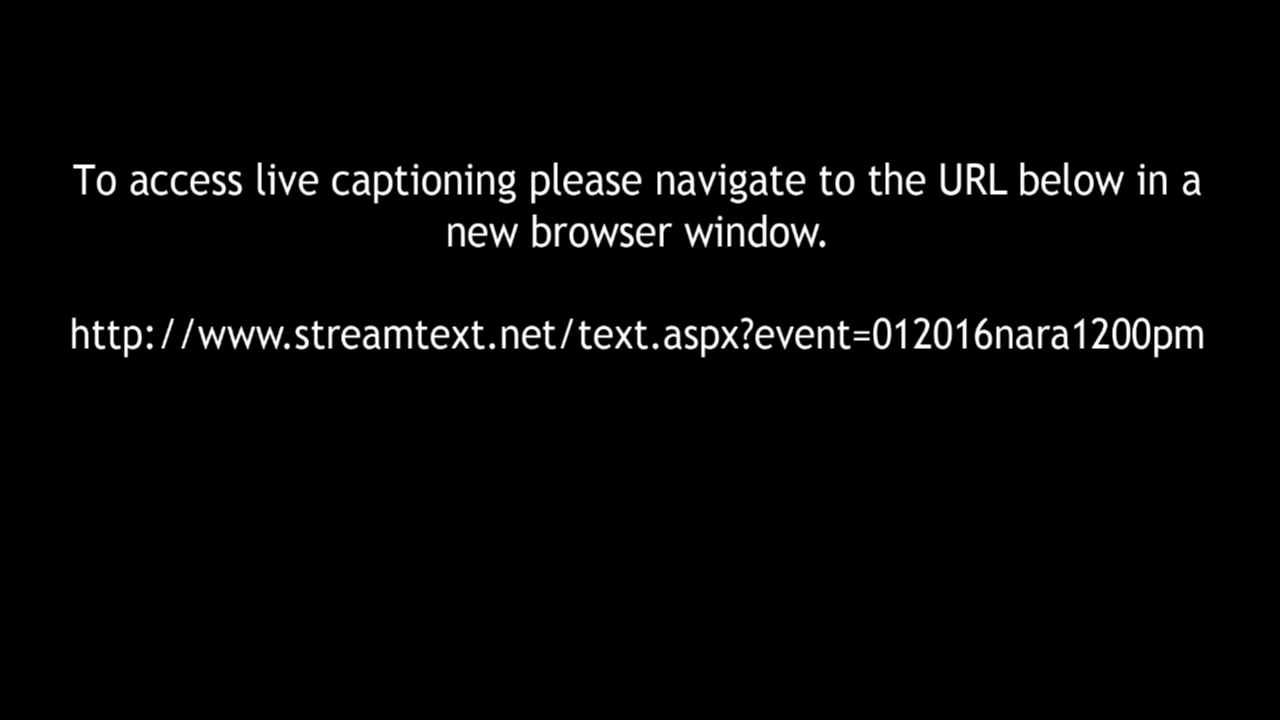 To access live captioning please navigate to the URL below in a
new browser window.
http://www.streamtext.net/text.aspx?event=012016nara1200pm